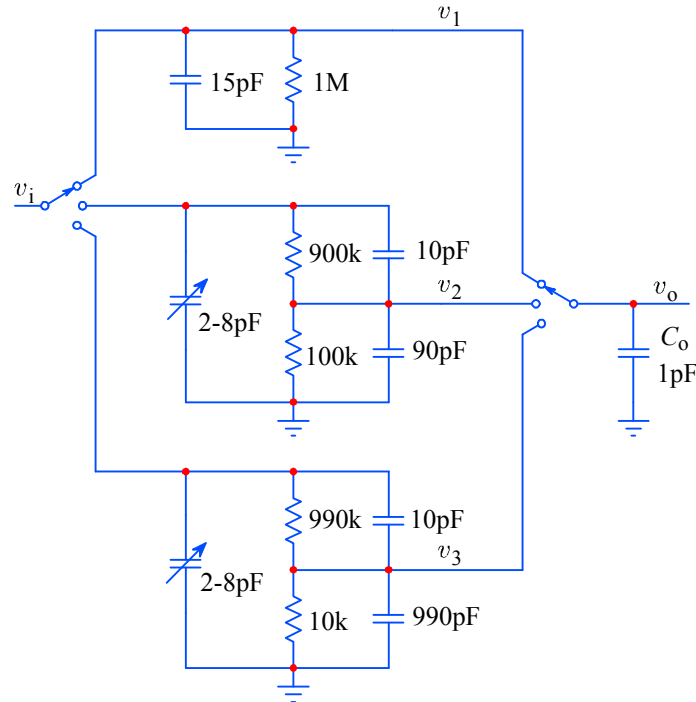 v1
15pF
1M
vi
900k
10pF
v2
vo
2-8pF
100k
90pF
Co
1pF
990k
10pF
v3
2-8pF
10k
990pF